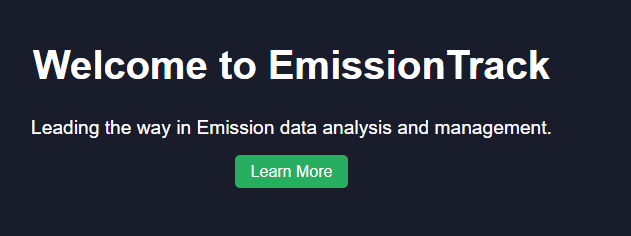 Welcome to EmissionTrack
Leading the way in Emission data analysis and management.
Learn More